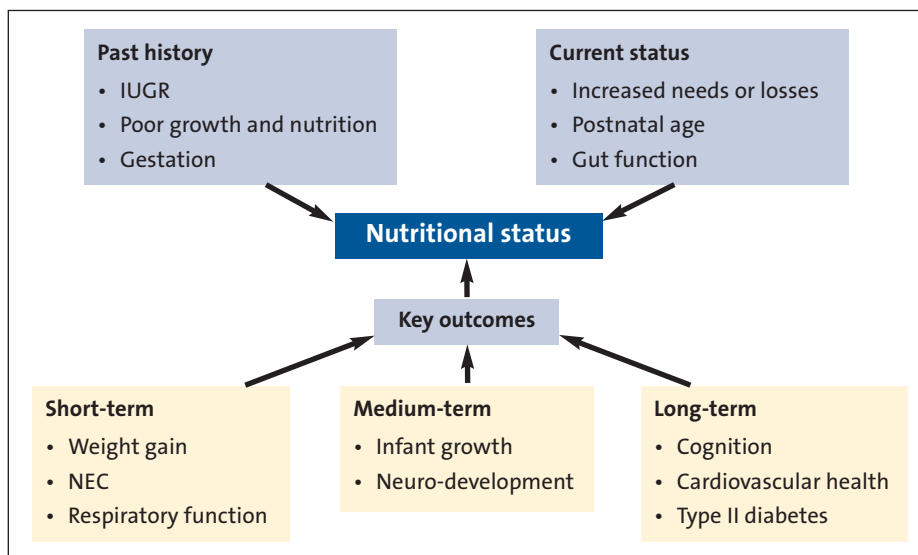 Past history
• IUGR
• Poor growth and nutrition
• Gestation
Current status
• Increased needs or losses
• Postnatal age
• Gut function
Nutritional status
Key outcomes
Short-term
• Weight gain
• NEC
• Respiratory function
Medium-term
• Infant growth
• Neuro-development
Long-term
• Cognition
• Cardiovascular health
• Type II diabetes